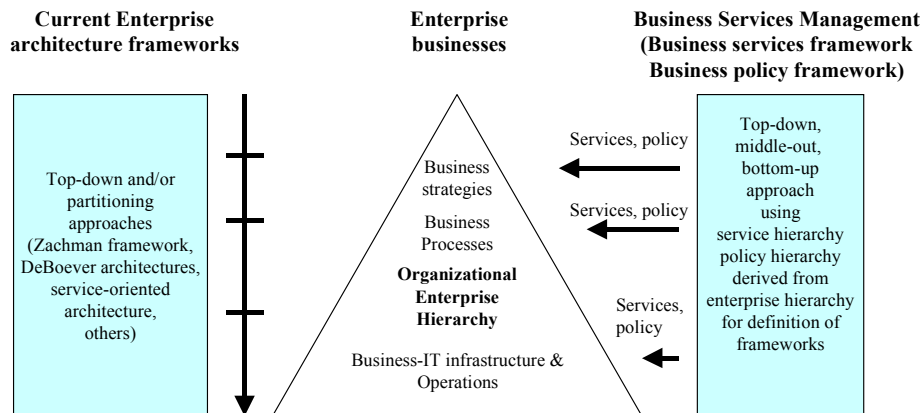 Current Enterprise
architecture frameworks
Enterprise
businesses
Business Services Management
(Business services framework
Business policy framework)
Top-down and/or
partitioning
approaches
(Zachman framework,
DeBoever architectures,
service-oriented
architecture,
others)
Business
strategies
Business
Processes
Organizational
Enterprise
Hierarchy
Business-IT infrastructure &
Operations
Services, policy
Services, policy
Services,
policy
Top-down,
middle-out,
bottom-up
approach
using
service hierarchy
policy hierarchy
derived from
enterprise hierarchy
for definition of
frameworks